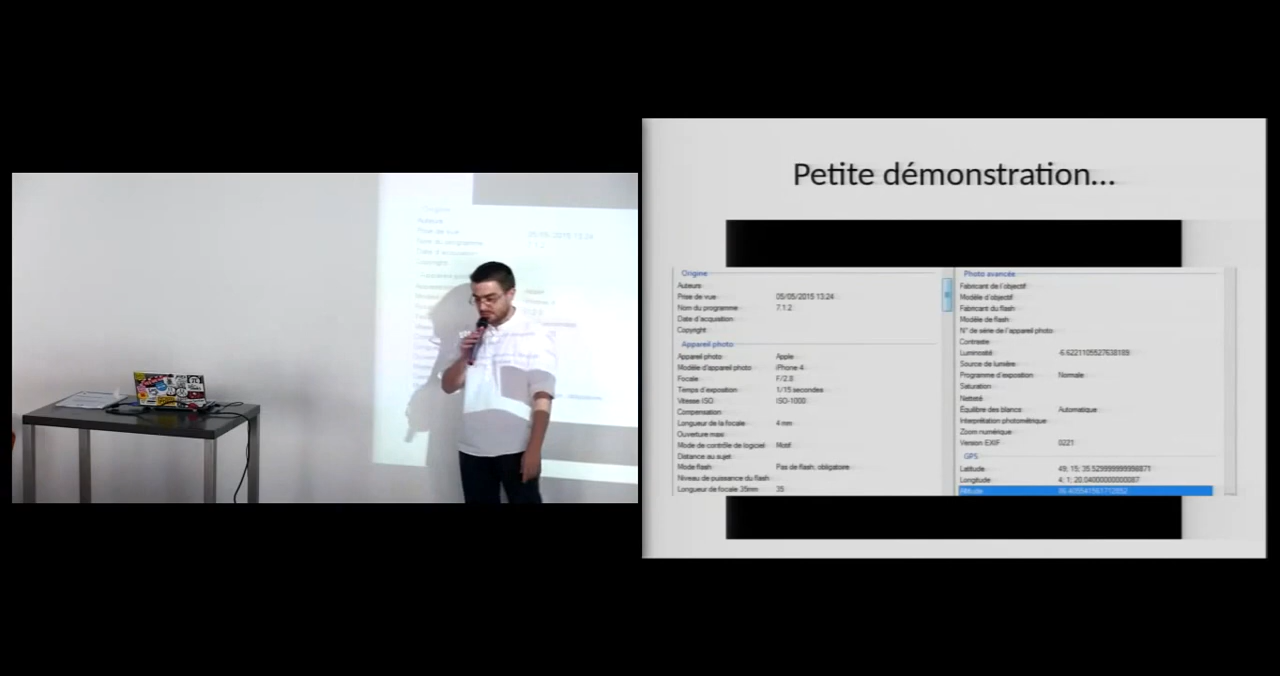 Petite démonstration...
Origine
Auteurs
Prise de vue 05/05/2015 13:24
Nom du programme 7.1.2
Date d'acquisition
Copyright
Appareil photo
Appareil photo Apple
Modèle d'appareil photo iPhone 4
Focale F/2.8
Temps d'exposition 1/15 secondes
Vitesse ISO ISO-1000
Compensation
Longueur de la focale 4 mm
Ouverture maxi
Mode de contrôle de logiciel Motif
Distance au sujet
Mode flash Pas de flash, obligatoire
Niveau de puissance du flash
Longueur de focale 35mm 35
Photo avancée
Fabricant de l'objectif
Modèle d'objectif
Fabricant du flash
Modèle de flash
N° de série de l'appareil photo
Contraste
Luminosité -6.6221105527638189
Source de lumière
Programme d'exposition Normale
Saturation
Netteté
Équilibre des blancs Automatique
Interprétation photométrique
Zoom numérique
Version EXIF 0221
GPS
Latitude 49; 15; 35.529999999998871
Longitude 4; 1; 20.04000000000087
Altitude